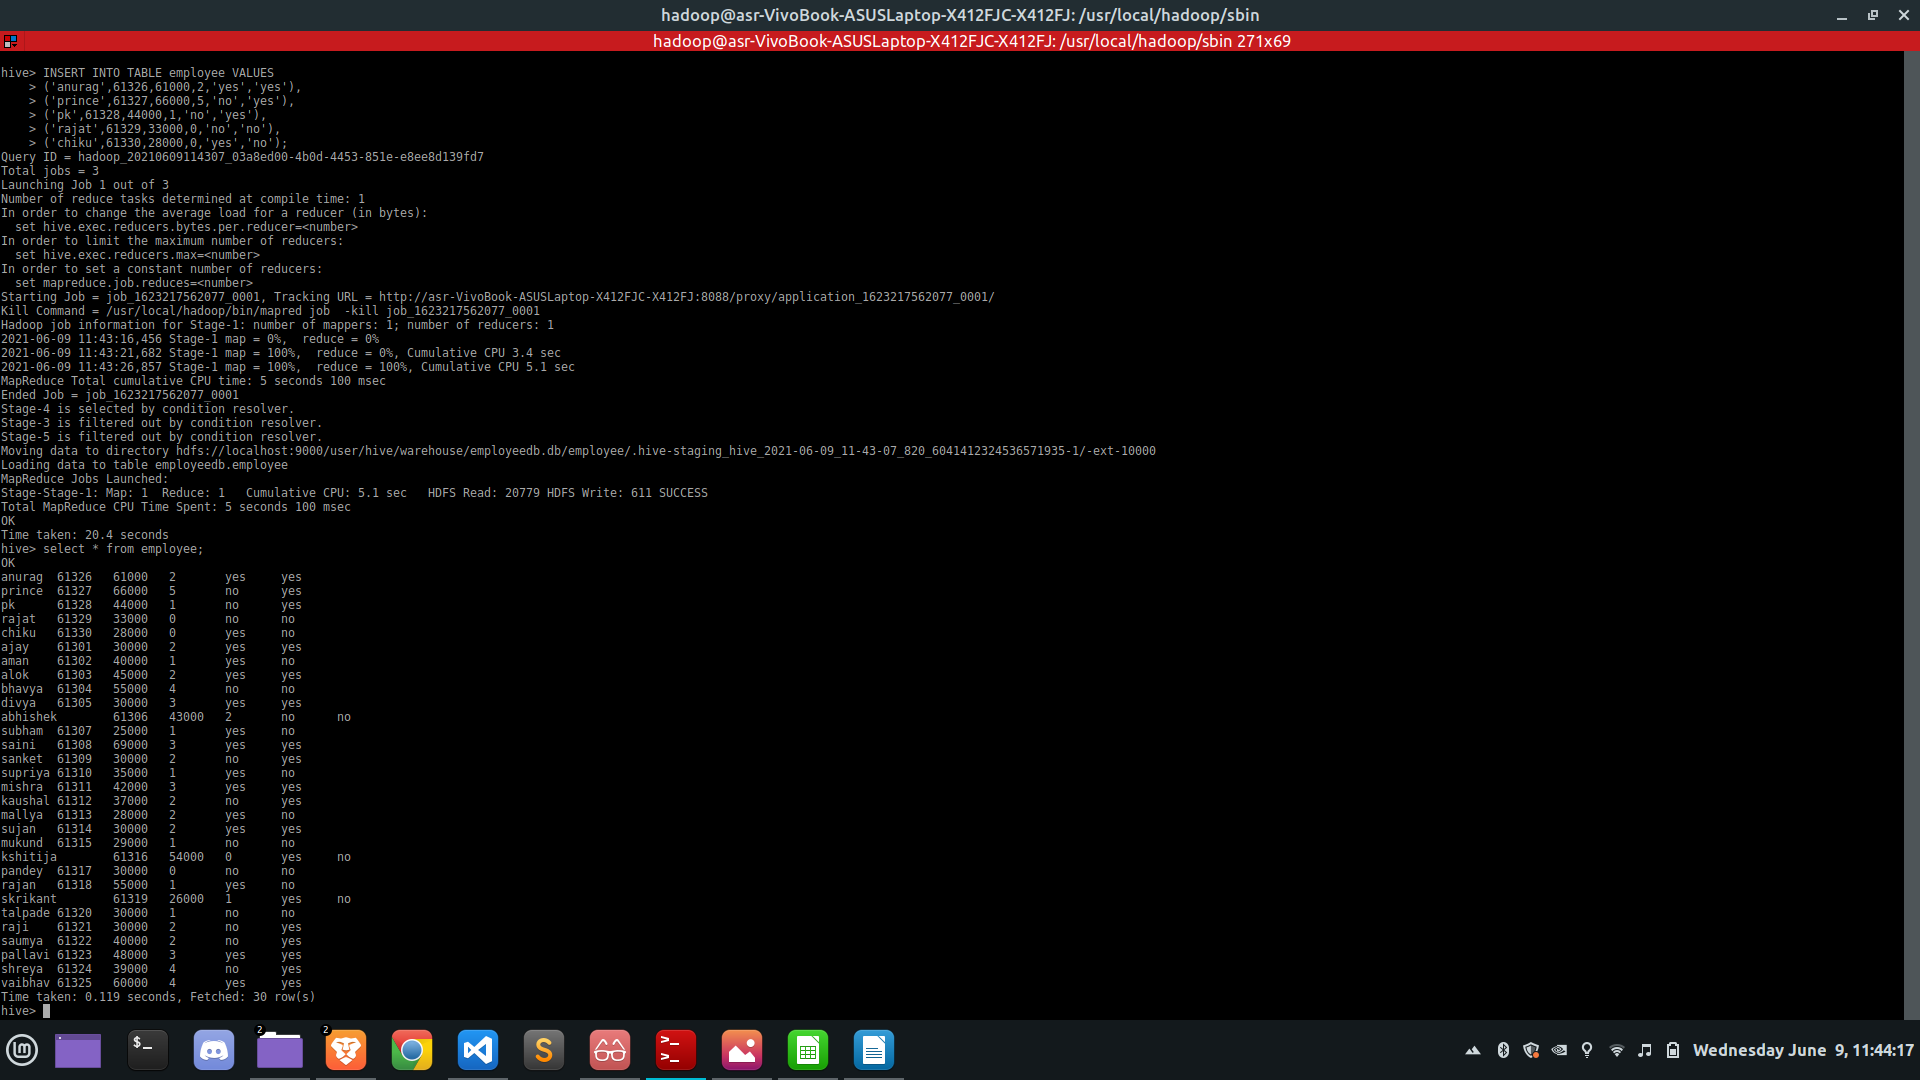 hadoop@asr-VivoBook-ASUSLaptop-X412FJC-X412FJ: /usr/local/hadoop/sbin
hadoop@asr-VivoBook-ASUSLaptop-X412FJC-X412FJ: /usr/local/hadoop/sbin 271x69
hive> INSERT INTO TABLE employee VALUES
    > ('anurag',61326,61000,2,'yes','yes'),
    > ('prince',61327,66000,5,'no','yes'),
    > ('pk',61328,44000,1,'no','yes'),
    > ('rajat',61329,33000,0,'no','no'),
    > ('chiku',61330,28000,0,'yes','no');
Query ID = hadoop_20210609114307_03a8ed00-4b0d-4453-851e-e8ee8d139fd7
Total jobs = 3
Launching Job 1 out of 3
Number of reduce tasks determined at compile time: 1
In order to change the average load for a reducer (in bytes):
  set hive.exec.reducers.bytes.per.reducer=<number>
In order to limit the maximum number of reducers:
  set hive.exec.reducers.max=<number>
In order to set a constant number of reducers:
  set mapreduce.job.reduces=<number>
Starting Job = job_1623217562077_0001, Tracking URL = http://asr-VivoBook-ASUSLaptop-X412FJC-X412FJ:8088/proxy/application_1623217562077_0001/
Kill Command = /usr/local/hadoop/bin/mapred job  -kill job_1623217562077_0001
Hadoop job information for Stage-1: number of mappers: 1; number of reducers: 1
2021-06-09 11:43:16,456 Stage-1 map = 0%,  reduce = 0%
2021-06-09 11:43:21,682 Stage-1 map = 100%,  reduce = 0%, Cumulative CPU 3.4 sec
2021-06-09 11:43:26,857 Stage-1 map = 100%,  reduce = 100%, Cumulative CPU 5.1 sec
MapReduce Total cumulative CPU time: 5 seconds 100 msec
Ended Job = job_1623217562077_0001
Stage-4 is selected by condition resolver.
Stage-3 is filtered out by condition resolver.
Stage-5 is filtered out by condition resolver.
Moving data to directory hdfs://localhost:9000/user/hive/warehouse/employeedb.db/employee/.hive-staging_hive_2021-06-09_11-43-07_820_6041412324536571935-1/-ext-10000
Loading data to table employeedb.employee
MapReduce Jobs Launched:
Stage-Stage-1: Map: 1  Reduce: 1   Cumulative CPU: 5.1 sec   HDFS Read: 20779 HDFS Write: 611 SUCCESS
Total MapReduce CPU Time Spent: 5 seconds 100 msec
OK
Time taken: 20.4 seconds
hive> select * from employee;
OK
anurag  61326   61000   2       yes     yes
prince  61327   66000   5       no      yes
pk      61328   44000   1       no      yes
rajat   61329   33000   0       no      no
chiku   61330   28000   0       yes     no
ajay    61301   30000   2       yes     yes
aman    61302   40000   1       yes     no
alok    61303   45000   2       yes     yes
bhavya  61304   55000   4       no      no
divya   61305   30000   3       yes     yes
abhishek        61306   43000   2       no      no
subham  61307   25000   1       yes     no
saini   61308   69000   3       yes     yes
sanket  61309   30000   2       no      yes
supriya 61310   35000   1       yes     no
mishra  61311   42000   3       yes     yes
kaushal 61312   37000   2       no      yes
mallya  61313   28000   2       yes     no
sujan   61314   30000   2       yes     yes
mukund  61315   29000   1       no      no
kshitija        61316   54000   0       yes     no
pandey  61317   30000   0       no      no
rajan   61318   55000   1       yes     no
skrikant        61319   26000   1       yes     no
talpade 61320   30000   1       no      no
raji    61321   30000   2       no      yes
saumya  61322   40000   2       no      yes
pallavi 61323   48000   3       yes     yes
shreya  61324   39000   4       no      yes
vaibhav 61325   60000   4       yes     yes
Time taken: 0.119 seconds, Fetched: 30 row(s)
hive>
2 2
Wednesday June  9, 11:44:17